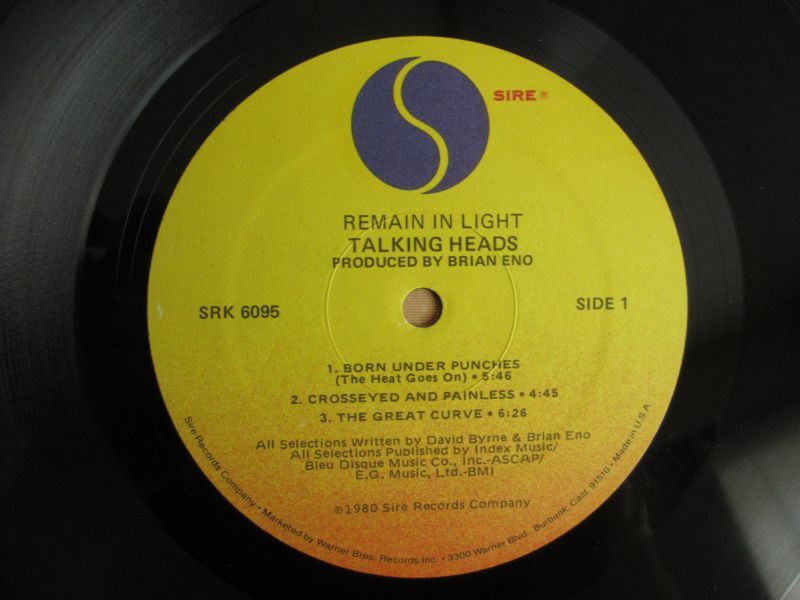 SIRE®
REMAIN IN LIGHT
TALKING HEADS
PRODUCED BY BRIAN ENO
SRK 6095
SIDE 1
1. BORN UNDER PUNCHES
(The Heat Goes On) • 5:46
2. CROSSEYED AND PAINLESS • 4:45
3. THE GREAT CURVE • 6:26
All Selections Written by David Byrne & Brian Eno
All Selections Published by Index Music/
Bleu Disque Music Co., Inc.-ASCAP/
E.G. Music, Ltd.-BMI
℗1980 Sire Records Company
Sire Records Company • Marketed by Warner Bros. Records Inc. • 3300 Warner Blvd., Burbank, Calif. 91510 • Made in U.S.A.